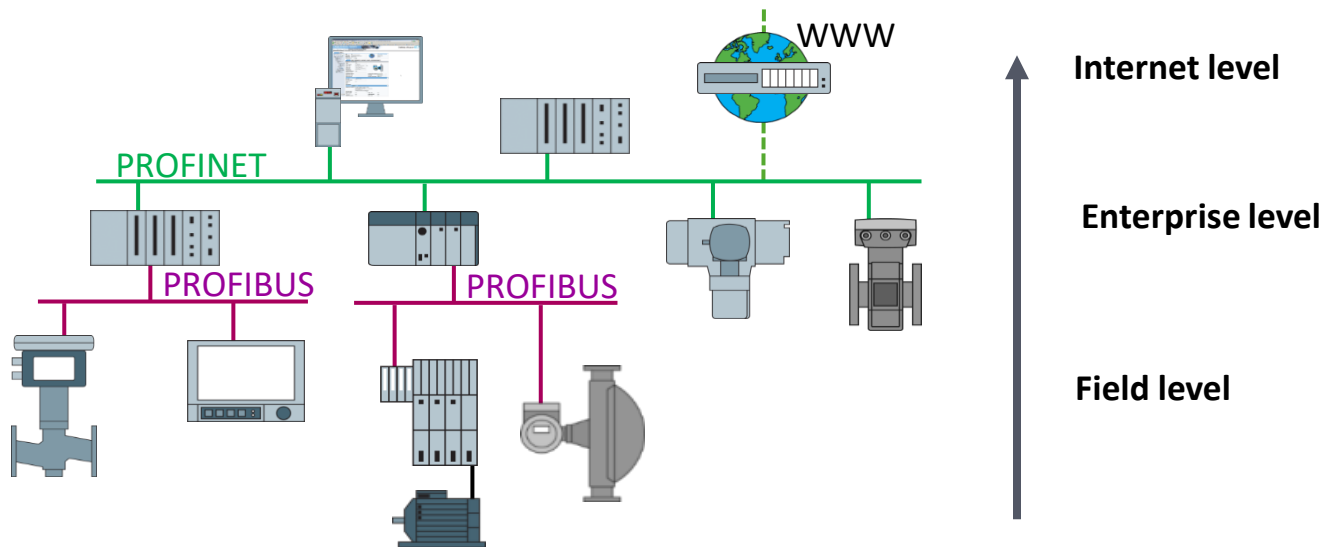 WWW
Internet level
PROFINET
Enterprise level
PROFIBUS
PROFIBUS
Field level